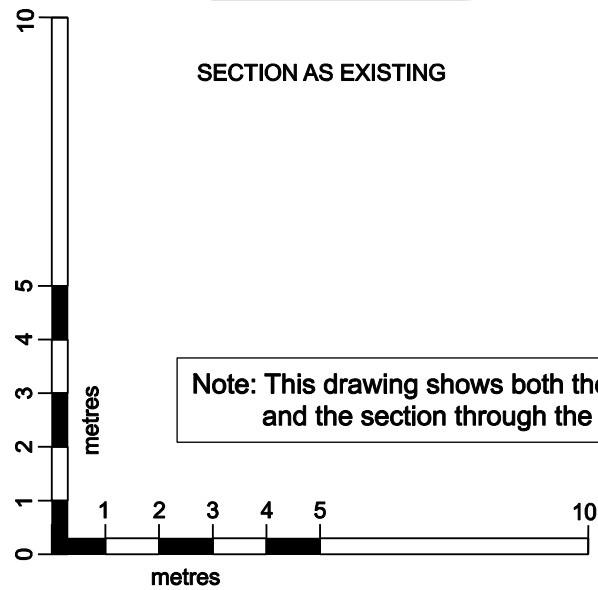 10
SECTION AS EXISTING
5
4
Note: This drawing shows both the
3
and the section through the
metres
2
1
1 2 3 4 5 10
0
metres